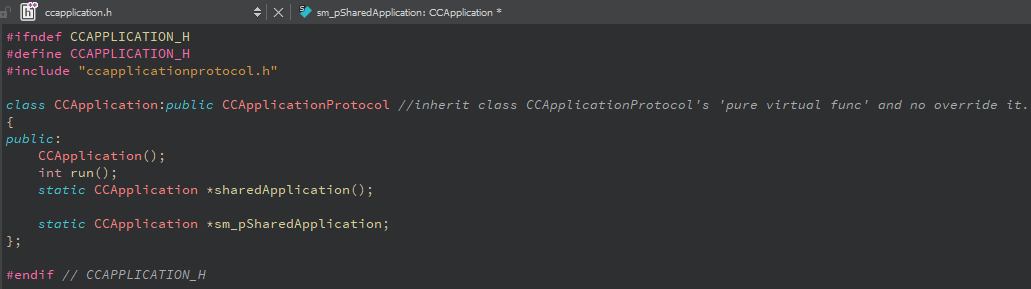 ccapplication.h sm_pSharedApplication: CCApplication *
#ifndef CCAPPLICATION_H
#define CCAPPLICATION_H
#include "ccapplicationprotocol.h"
class CCApplication:public CCApplicationProtocol //inherit class CCApplicationProtocol's 'pure virtual func' and no override it.
{
public:
    CCApplication();
    int run();
    static CCApplication *sharedApplication();
    static CCApplication *sm_pSharedApplication;
};
#endif // CCAPPLICATION_H